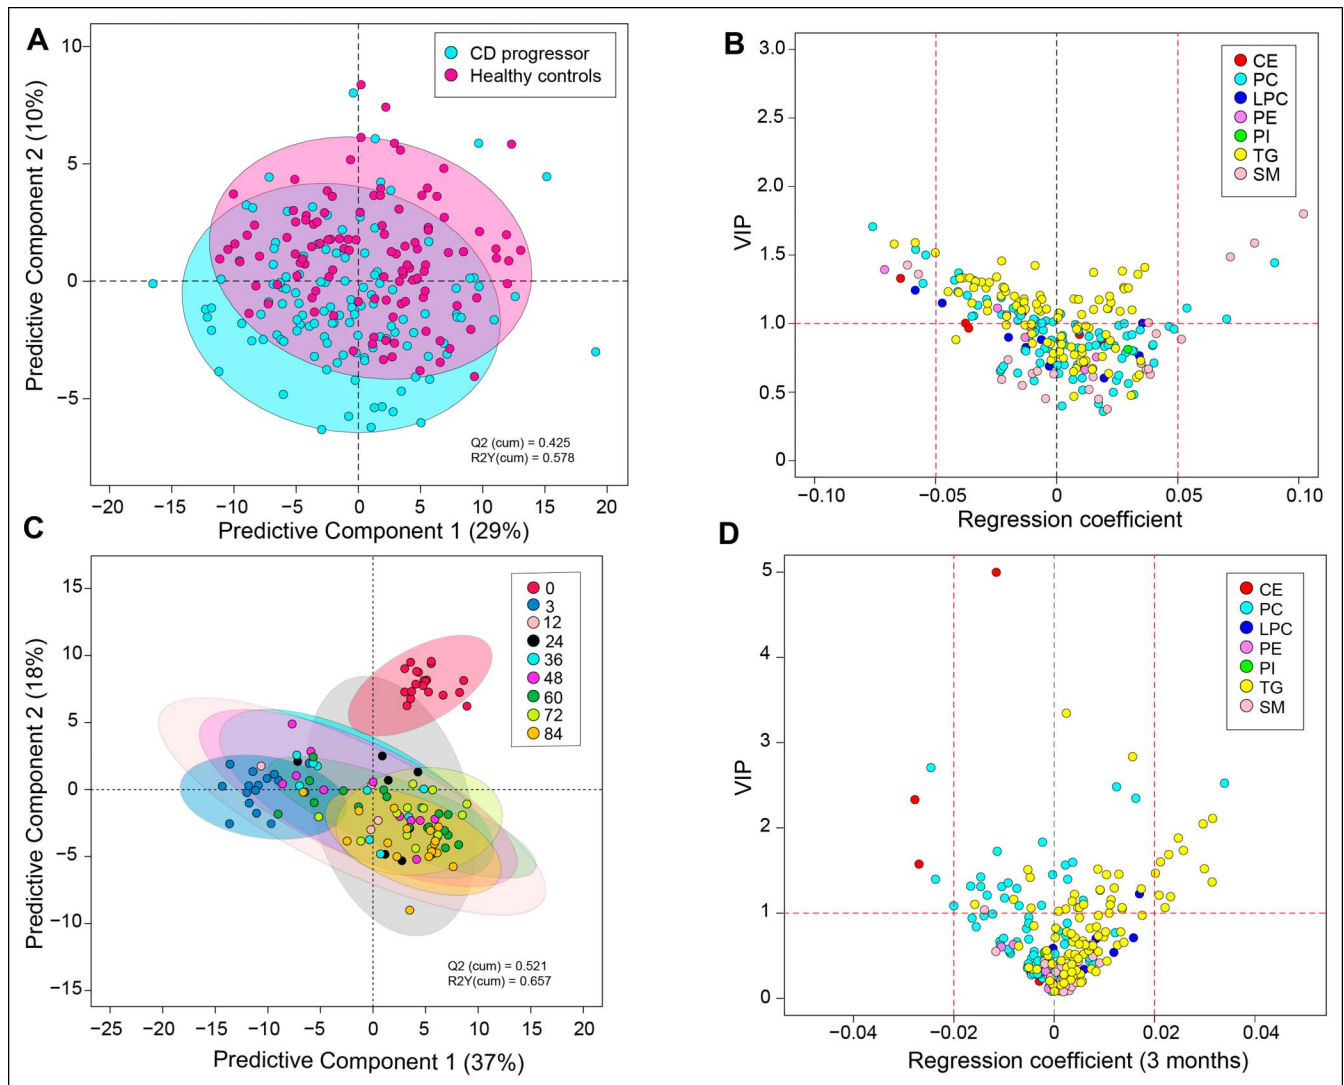 A
CD progressor
Healthy controls
10
5
0
−5
Predictive Component 2 (10%)
Q2 (cum) = 0.425
R2Y(cum) = 0.578
−20 −15 −10 −5 0 5 10 15 20
Predictive Component 1 (29%)
B
CE
PC
LPC
PE
PI
TG
SM
3.0
2.5
2.0
1.5
1.0
0.5
0
VIP
−0.10 −0.05 0 0.05 0.10
Regression coefficient
C
0
3
12
24
36
48
60
72
84
15
10
5
0
−5
−10
−15
Predictive Component 2 (18%)
Q2 (cum) = 0.521
R2Y(cum) = 0.657
−25 −20 −15 −10 −5 0 5 10 15 20
Predictive Component 1 (37%)
D
CE
PC
LPC
PE
PI
TG
SM
5
4
3
2
1
0
VIP
−0.04 −0.02 0 0.02 0.04
Regression coefficient (3 months)